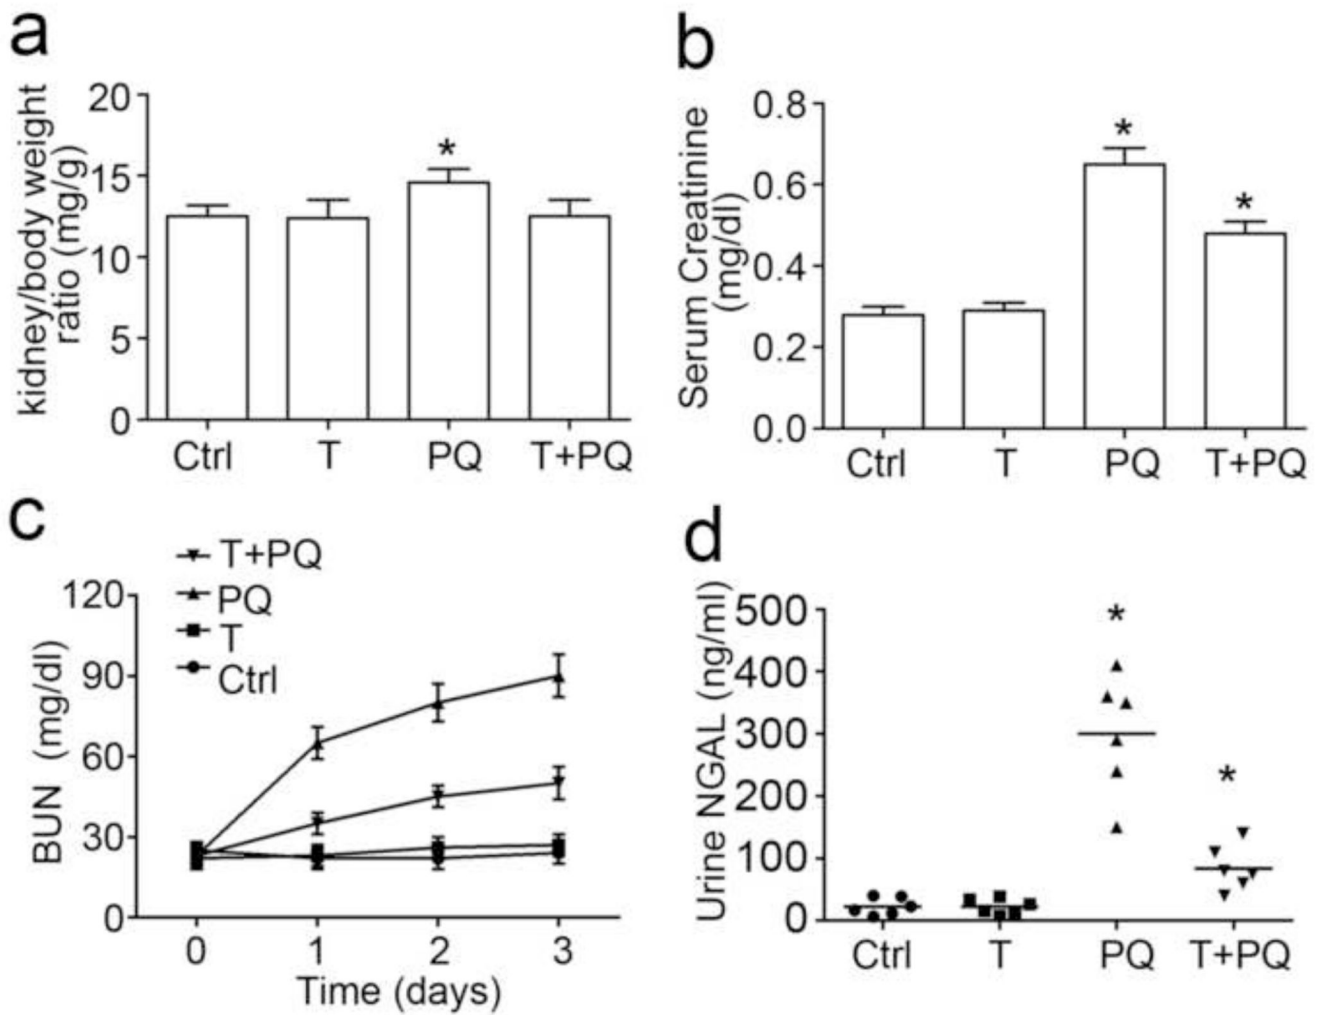 a
kidney/body weight
ratio (mg/g)
20
15
10
5
0
*
Ctrl T PQ T+PQ
b
Serum Creatinine
(mg/dl)
0.8
0.6
0.4
0.2
0.0
*
*
Ctrl T PQ T+PQ
c
T+PQ
PQ
T
Ctrl
BUN (mg/dl)
120
90
60
30
0
0 1 2 3
Time (days)
d
Urine NGAL (ng/ml)
500
400
300
200
100
0
*
*
Ctrl T PQ T+PQ